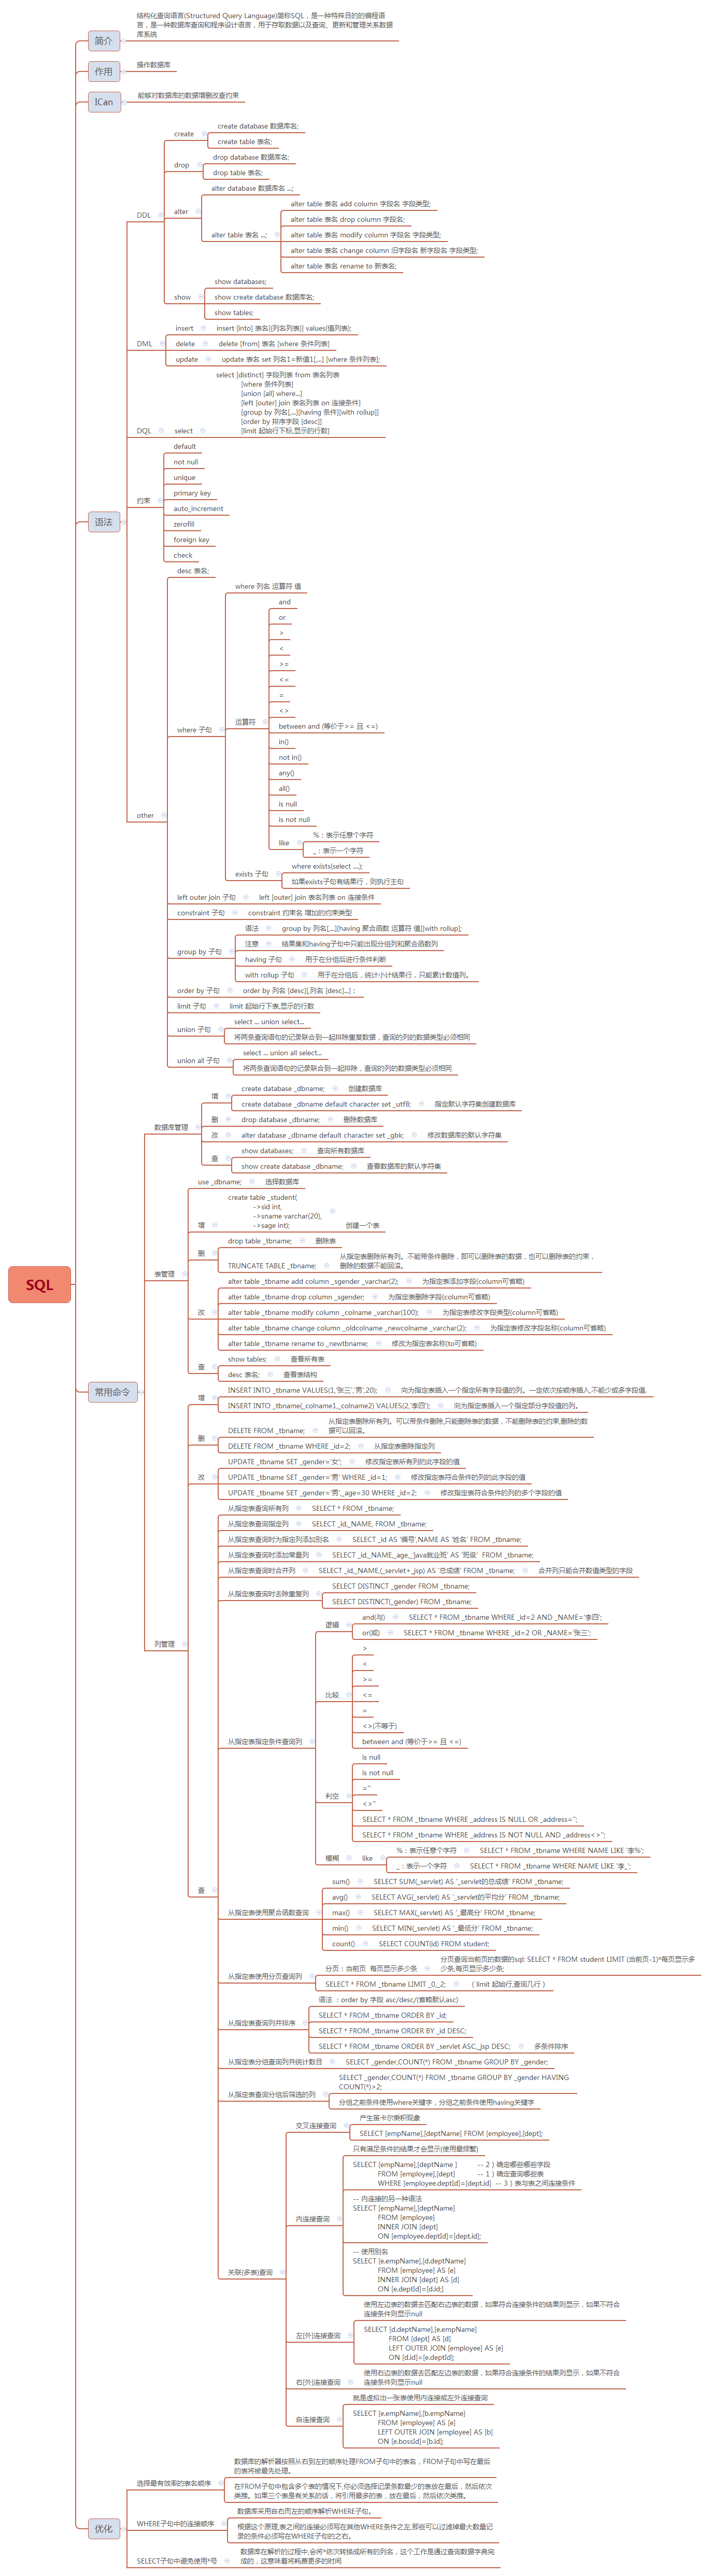 SQL
简介
结构化查询语言(Structured Query Language)简称SQL，是一种特殊目的的编程语
言，是一种数据库查询和程序设计语言，用于存取数据以及查询、更新和管理关系数据
库系统
作用
操作数据库
ICan
能够对数据库的数据增删改查约束
语法
DDL
create
create database 数据库名;
create table 表名;
drop
drop database 数据库名;
drop table 表名;
alter
alter database 数据库名 ...;
alter table 表名 ...;
alter table 表名 add column 字段名 字段类型;
alter table 表名 drop column 字段名;
alter table 表名 modify column 字段名 字段类型;
alter table 表名 change column 旧字段名 新字段名 字段类型;
alter table 表名 rename to 新表名;
show
show databases;
show create database 数据库名;
show tables;
DML
insert
insert [into] 表名[(列名列表)] values(值列表);
delete
delete [from] 表名 [where 条件列表]
update
update 表名 set 列名1=新值1[,...] [where 条件列表];
DQL
select
select [distinct] 字段列表 from 表名列表
[where 条件列表]
[union [all] where...]
[left [outer] join 表名列表 on 连接条件]
[group by 列名[,...][having 条件][with rollup]]
[order by 排序字段 [desc]]
[limit 起始行下标,显示的行数]
约束
default
not null
unique
primary key
auto_increment
zerofill
foreign key
check
other
desc 表名;
where 子句
where 列名 运算符 值
运算符
and
or
>
<
>=
<=
=
<>
between and (等价于>= 且 <=)
in()
not in()
any()
all()
is null
is not null
like
%：表示任意个字符
_：表示一个字符
exists 子句
where exists(select ....);
如果exists子句有结果行，则执行主句
left outer join 子句
left [outer] join 表名列表 on 连接条件
constraint 子句
constraint 约束名 增加的约束类型
group by 子句
语法
group by 列名[,...][having 聚合函数 运算符 值][with rollup];
注意
结果集和having子句中只能出现分组列和聚合函数列
having 子句
用于在分组后进行条件判断
with rollup 子句
用于在分组后，统计小计结果行，只能累计数值列。
order by 子句
order by 列名 [desc][,列名 [desc]...]；
limit 子句
limit 起始行下表,显示的行数
union 子句
select ... union select...
将两条查询语句的记录联合到一起排除重复数据，查询的列的数据类型必须相同
union all 子句
select ... union all select...
将两条查询语句的记录联合到一起排除，查询的列的数据类型必须相同
常用命令
数据库管理
增
create database _dbname;
创建数据库
create database _dbname default character set _utf8;
指定默认字符集创建数据库
删
drop database _dbname;
删除数据库
改
alter database _dbname default character set _gbk;
修改数据库的默认字符集
查
show databases;
查询所有数据库
show create database _dbname;
查看数据库的默认字符集
表管理
use _dbname;
选择数据库
增
create table _student(
->sid int,
->sname varchar(20),
->sage int);
创建一个表
删
drop table _tbname;
删除表
TRUNCATE TABLE _tbname;
从指定表删除所有列。不能带条件删除，即可以删除表的数据，也可以删除表的约束，
删除的数据不能回滚。
改
alter table _tbname add column _sgender _varchar(2);
为指定表添加字段(column可省略)
alter table _tbname drop column _sgender;
为指定表删除字段(column可省略)
alter table _tbname modify column _colname _varchar(100);
为指定表修改字段类型(column可省略)
alter table _tbname change column _oldcolname _newcolname _varchar(2);
为指定表修改字段名称(column可省略)
alter table _tbname rename to _newtbname;
修改为指定表名称(to可省略)
查
show tables;
查看所有表
desc 表名;
查看表结构
列管理
增
INSERT INTO _tbname VALUES(1,'张三','男',20);
向为指定表插入一个指定所有字段值的列。一定依次按顺序插入,不能少或多字段值.
INSERT INTO _tbname(_colname1,_colname2) VALUES(2,'李四');
向为指定表插入一个指定部分字段值的列。
删
DELETE FROM _tbname;
从指定表删除所有列。可以带条件删除,只能删除表的数据，不能删除表的约束,删除的数
据可以回滚。
DELETE FROM _tbname WHERE _id=2;
从指定表删除指定列
改
UPDATE _tbname SET _gender='女';
修改指定表所有列的此字段的值
UPDATE _tbname SET _gender='男' WHERE _id=1;
修改指定表符合条件的列的此字段的值
UPDATE _tbname SET _gender='男',_age=30 WHERE _id=2;
修改指定表符合条件的列的多个字段的值
查
从指定表查询所有列
SELECT * FROM _tbname;
从指定表查询指定列
SELECT _id,_NAME, FROM _tbname;
从指定表查询时为指定列添加别名
SELECT _id AS '编号',NAME AS '姓名' FROM _tbname;
从指定表查询时添加常量列
SELECT _id,_NAME,_age,_'java就业班' AS '班级' FROM _tbname;
从指定表查询时合并列
SELECT _id,_NAME,(_servlet+_jsp) AS '总成绩' FROM _tbname;
合并列只能合并数值类型的字段
从指定表查询时去除重复列
SELECT DISTINCT _gender FROM _tbname;
SELECT DISTINCT(_gender) FROM _tbname;
从指定表指定条件查询列
逻辑
and(与)
SELECT * FROM _tbname WHERE _id=2 AND _NAME='李四';
or(或)
SELECT * FROM _tbname WHERE _id=2 OR _NAME='张三';
比较
>
<
>=
<=
=
<>(不等于)
between and (等价于>= 且 <=)
判空
is null
is not null
=''
<>''
SELECT * FROM _tbname WHERE _address IS NULL OR _address='';
SELECT * FROM _tbname WHERE _address IS NOT NULL AND _address<>'';
模糊
like
%：表示任意个字符
SELECT * FROM _tbname WHERE NAME LIKE '李%';
_：表示一个字符
SELECT * FROM _tbname WHERE NAME LIKE '李_';
从指定表使用聚合函数查询
sum()
SELECT SUM(_servlet) AS '_servlet的总成绩' FROM _tbname;
avg()
SELECT AVG(_servlet) AS '_servlet的平均分' FROM _tbname;
max()
SELECT MAX(_servlet) AS '_最高分' FROM _tbname;
min()
SELECT MIN(_servlet) AS '_最低分' FROM _tbname;
count()
SELECT COUNT(id) FROM student;
从指定表使用分页查询列
分页：当前页 每页显示多少条
分页查询当前页的数据的sql: SELECT * FROM student LIMIT (当前页-1)*每页显示多
少条,每页显示多少条;
SELECT * FROM _tbname LIMIT _0,_2;
（limit 起始行,查询几行）
从指定表查询列并排序
语法 ：order by 字段 asc/desc/(省略默认asc)
SELECT * FROM _tbname ORDER BY _id;
SELECT * FROM _tbname ORDER BY _id DESC;
SELECT * FROM _tbname ORDER BY _servlet ASC,_jsp DESC;
多条件排序
从指定表分组查询列并统计数目
SELECT _gender,COUNT(*) FROM _tbname GROUP BY _gender;
从指定表查询分组后筛选的列
SELECT _gender,COUNT(*) FROM _tbname GROUP BY _gender HAVING
COUNT(*)>2;
分组之前条件使用where关键字，分组之前条件使用having关键字
关联(多表)查询
交叉连接查询
产生笛卡尔乘积现象
SELECT [empName],[deptName] FROM [employee],[dept];
内连接查询
只有满足条件的结果才会显示(使用最频繁)
SELECT [empName],[deptName ] -- 2）确定哪些哪些字段
FROM [employee],[dept] -- 1）确定查询哪些表
WHERE [employee.deptId]=[dept.id] -- 3）表与表之间连接条件
-- 内连接的另一种语法
SELECT [empName],[deptName]
FROM [employee]
INNER JOIN [dept]
ON [employee.deptId]=[dept.id];
-- 使用别名
SELECT [e.empName],[d.deptName]
FROM [employee] AS [e]
INNER JOIN [dept] AS [d]
ON [e.deptId]=[d.id;]
左[外]连接查询
使用左边表的数据去匹配右边表的数据，如果符合连接条件的结果则显示，如果不符合
连接条件则显示null
SELECT [d.deptName],[e.empName]
FROM [dept] AS [d]
LEFT OUTER JOIN [employee] AS [e]
ON [d.id]=[e.deptId];
右[外]连接查询
使用右边表的数据去匹配左边表的数据，如果符合连接条件的结果则显示，如果不符合
连接条件则显示null
自连接查询
就是虚拟出一张表使用内连接或左外连接查询
SELECT [e.empName],[b.empName]
FROM [employee] AS [e]
LEFT OUTER JOIN [employee] AS [b]
ON [e.bossId]=[b.id];
优化
选择最有效率的表名顺序
数据库的解析器按照从右到左的顺序处理FROM子句中的表名，FROM子句中写在最后
的表将被最先处理。
在FROM子句中包含多个表的情况下,你必须选择记录条数最少的表放在最后，然后依次
类推。如果三个表是有关系的话，将引用最多的表，放在最后，然后依次类推。
WHERE子句中的连接顺序
数据库采用自右而左的顺序解析WHERE子句。
根据这个原理,表之间的连接必须写在其他WHERE条件之左,那些可以过滤掉最大数量记
录的条件必须写在WHERE子句的之右。
SELECT子句中避免使用*号
数据库在解析的过程中,会将*依次转换成所有的列名，这个工作是通过查询数据字典完
成的，这意味着将耗费更多的时间